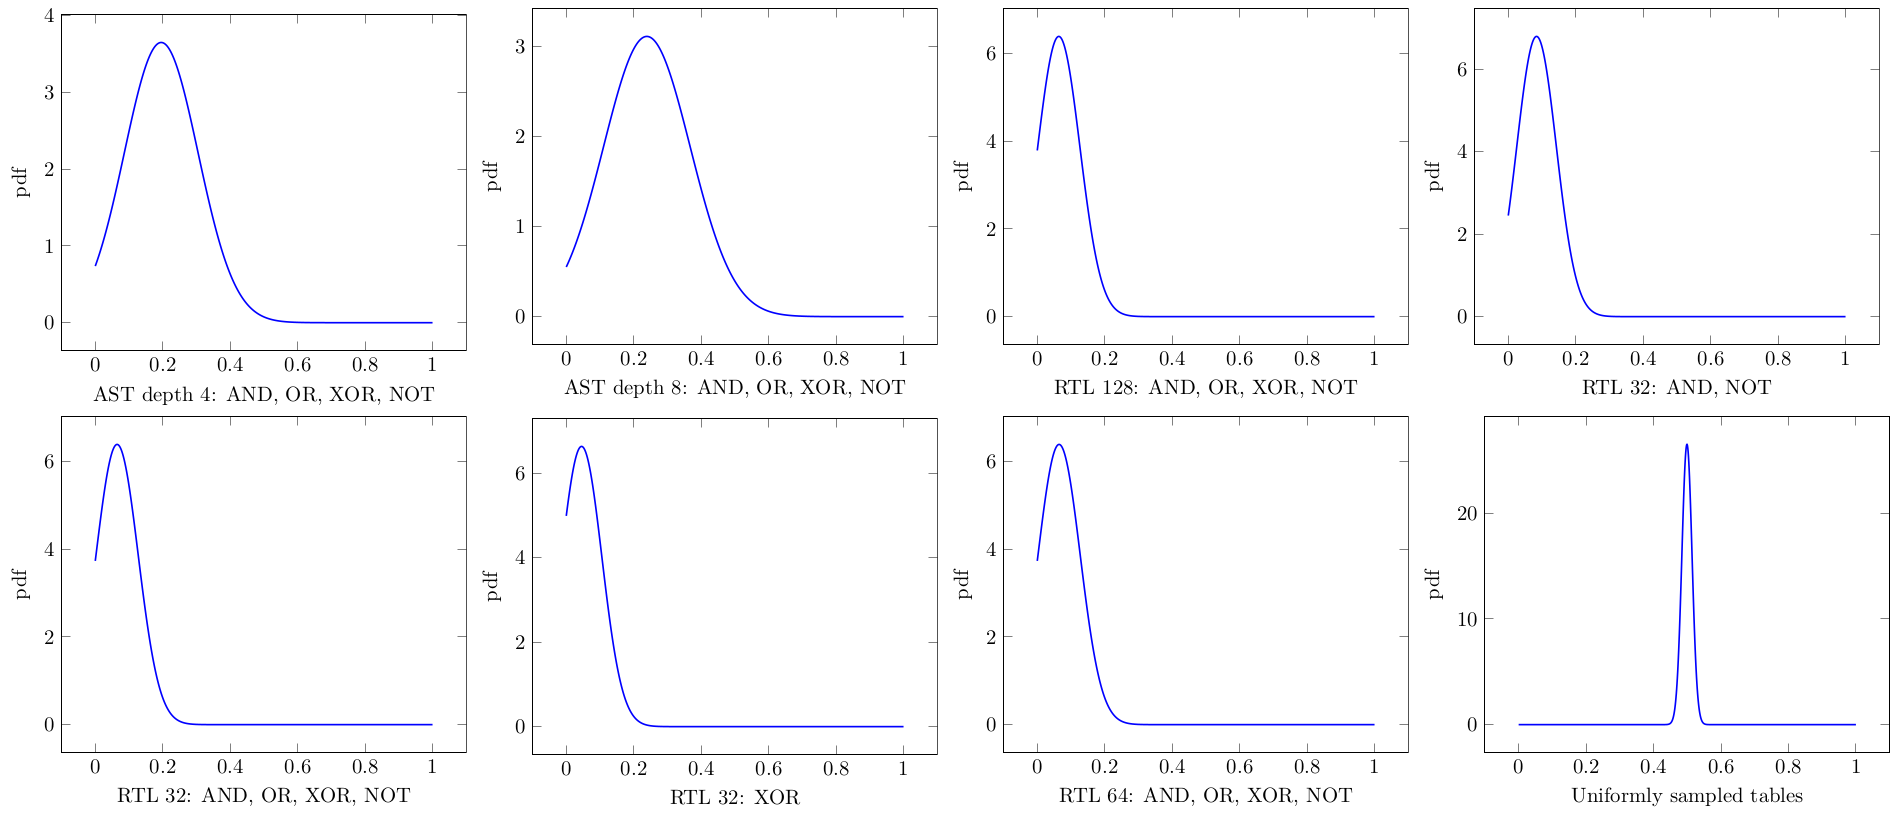 4
3
2
1
0
pdf
0 0.2 0.4 0.6 0.8 1
AST depth 4: AND, OR, XOR, NOT
3
2
1
0
pdf
0 0.2 0.4 0.6 0.8 1
AST depth 8: AND, OR, XOR, NOT
6
4
2
0
pdf
0 0.2 0.4 0.6 0.8 1
RTL 128: AND, OR, XOR, NOT
6
4
2
0
pdf
0 0.2 0.4 0.6 0.8 1
RTL 32: AND, NOT
6
4
2
0
pdf
0 0.2 0.4 0.6 0.8 1
RTL 32: AND, OR, XOR, NOT
6
4
2
0
pdf
0 0.2 0.4 0.6 0.8 1
RTL 32: XOR
6
4
2
0
pdf
0 0.2 0.4 0.6 0.8 1
RTL 64: AND, OR, XOR, NOT
20
10
0
pdf
0 0.2 0.4 0.6 0.8 1
Uniformly sampled tables